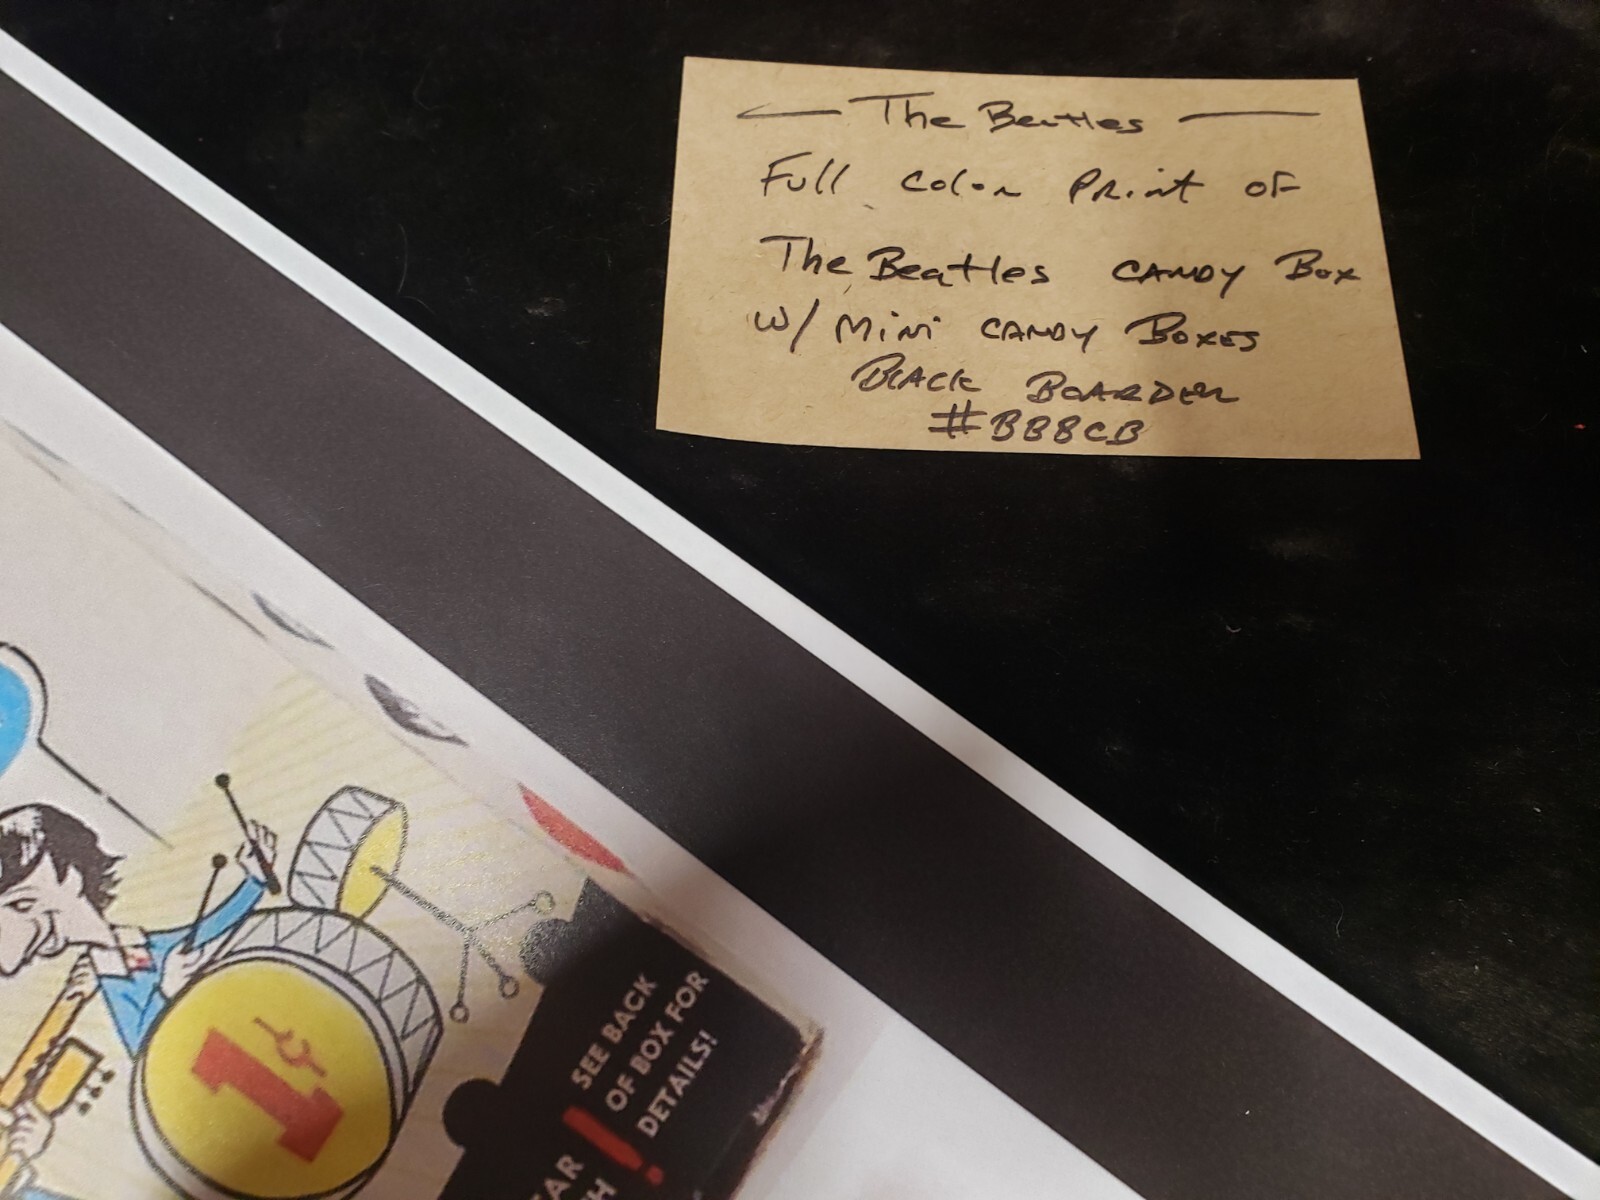 The Beatles
Full Color Print of
The Beatles CANDY Box
w/ Mini CANDY Boxes
BLACK BOARDER
#BBBCB
1¢
SEE BACK
OF BOX FOR
DETAILS!